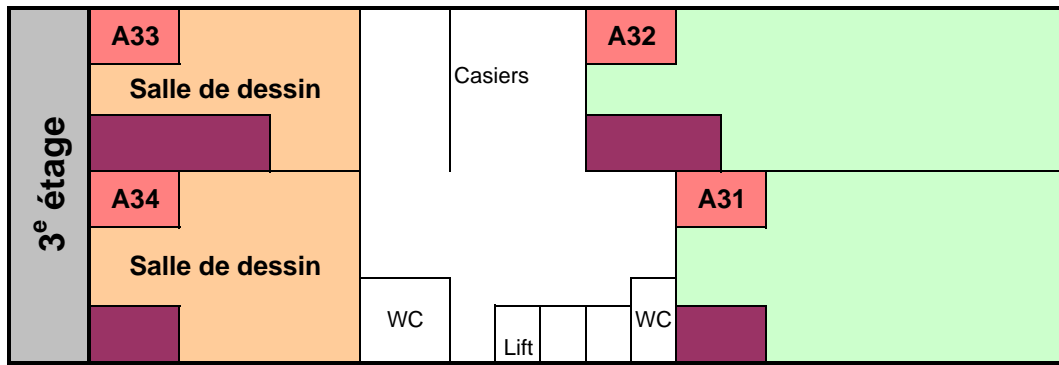 3e étage
A33
A32
Casiers
Salle de dessin
A34
A31
Salle de dessin
WC
WC
Lift